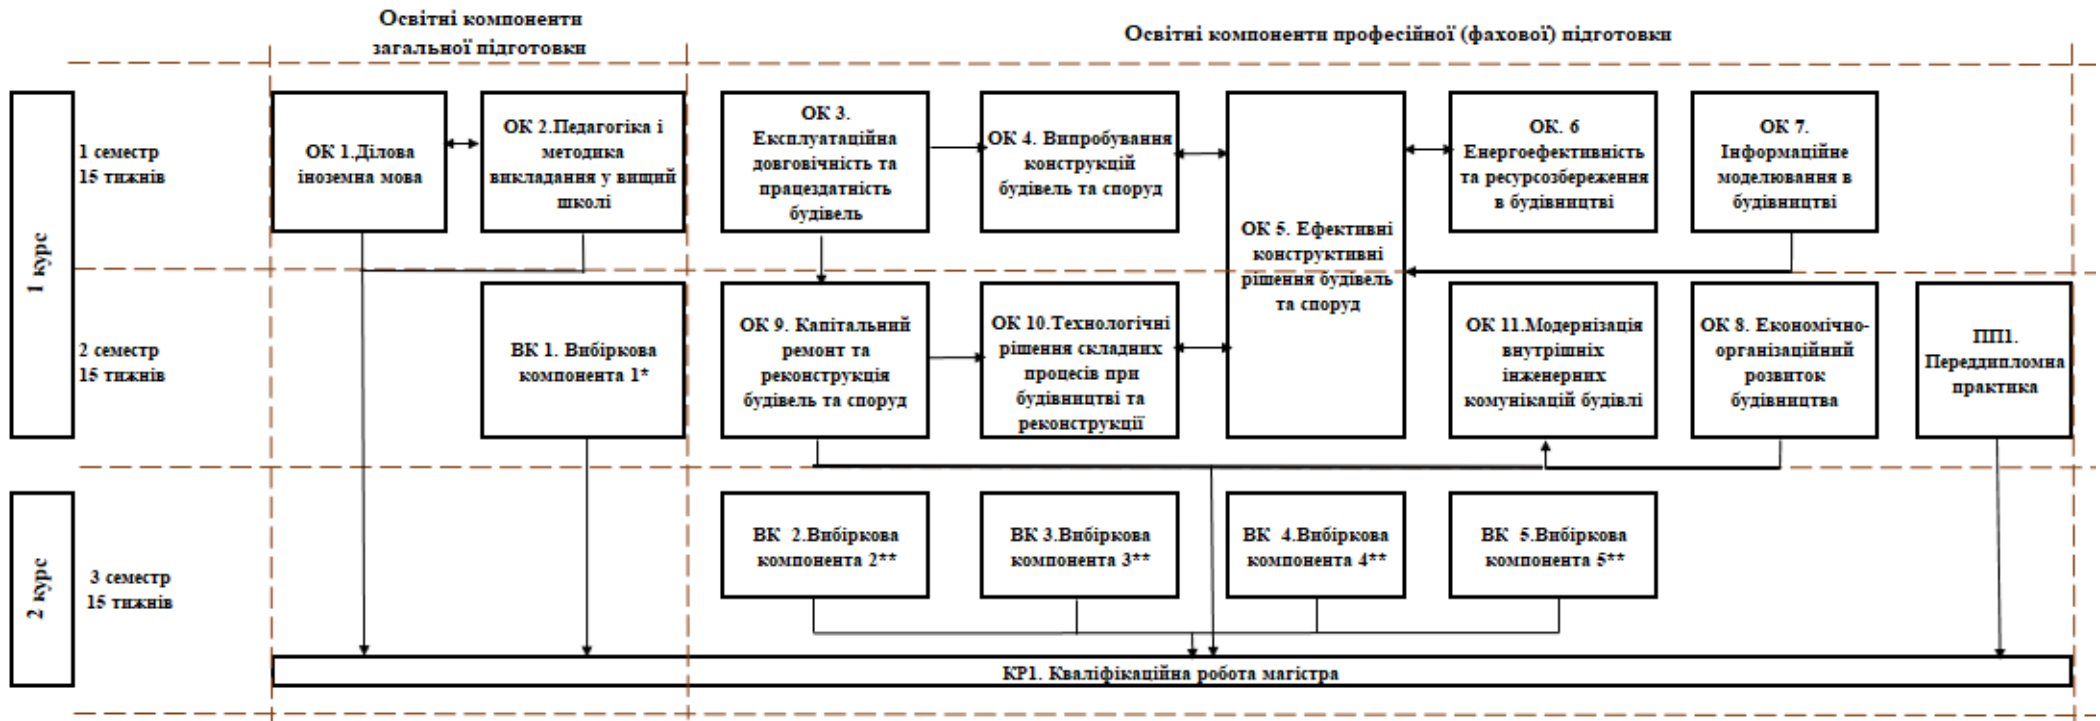 Освітні компоненти
загальної підготовки
Освітні компоненти професійної (фахової) підготовки
1 курс
1 семестр
15 тижнів
ОК 1.Ділова
іноземна мова
ОК 2.Педагогіка і
методика
викладання у вищий
школі
ОК 3.
Експлуатаційна
довговічність та
працездатність
будівель
ОК 4. Випробування
конструкцій
будівель та споруд
ОК 5. Ефективні
конструктивні
рішення будівель
та споруд
ОК. 6
Енергоефективність
та ресурсозбереження
в будівництві
ОК 7.
Інформаційне
моделювання в
будівництві
2 семестр
15 тижнів
ВК 1. Вибіркова
компонента 1*
ОК 9. Капітальний
ремонт та
реконструкція
будівель та споруд
ОК 10.Технологічні
рішення складних
процесів при
будівництві та
реконструкції
ОК 11.Модернізація
внутрішніх
інженерних
комунікацій будівлі
ОК 8. Економічно-
організаційний
розвиток
будівництва
ПП1.
Переддипломна
практика
2 курс
3 семестр
15 тижнів
ВК  2.Вибіркова
компонента 2**
ВК 3.Вибіркова
компонента 3**
ВК  4.Вибіркова
компонента 4**
ВК  5.Вибіркова
компонента 5**
КР1. Кваліфікаційна робота магістра